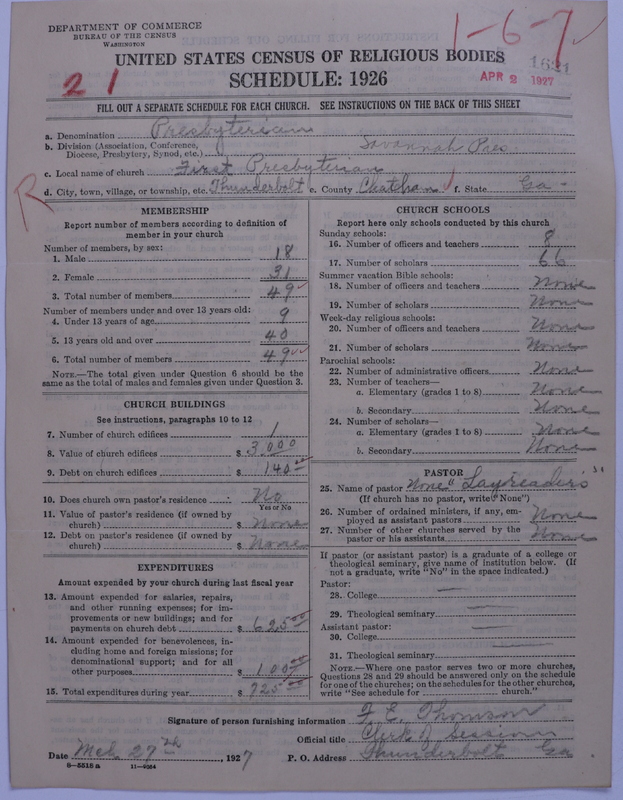 DEPARTMENT OF COMMERCE
BUREAU OF THE CENSUS
WASHINGTON
1-6-7
UNITED STATES CENSUS OF RELIGIOUS BODIES
1621
21
SCHEDULE: 1926
APR 2 1927
FILL OUT A SEPARATE SCHEDULE FOR EACH CHURCH. SEE INSTRUCTIONS ON THE BACK OF THIS SHEET
a. Denomination Presbyterian
b. Division (Association, Conference, Diocese, Presbytery, Synod, etc.) Savannah Pres.
c. Local name of church First Presbyterian
R
d. City, town, village, or township, etc. Thunderbolt e. County Chatham f. State Ga -
MEMBERSHIP
Report number of members according to definition of
member in your church
Number of members, by sex:
1. Male 18
2. Female 31
3. Total number of members 49
Number of members under and over 13 years old:
4. Under 13 years of age 9
5. 13 years old and over 40
6. Total number of members 49
NOTE.—The total given under Question 6 should be the
same as the total of males and females given under Question 3.
CHURCH BUILDINGS
See instructions, paragraphs 10 to 12
7. Number of church edifices 1
8. Value of church edifices $ 3,000
9. Debt on church edifices $ 140.00
10. Does church own pastor's residence No
Yes or No
11. Value of pastor's residence (if owned by
church) $ None
12. Debt on pastor's residence (if owned by
church) $ None
EXPENDITURES
Amount expended by your church during last fiscal year
13. Amount expended for salaries, repairs,
and other running expenses; for im-
provements or new buildings; and for
payments on church debt $ 625.00
14. Amount expended for benevolences, in-
cluding home and foreign missions; for
denominational support; and for all
other purposes $ 100.00
15. Total expenditures during year $ 725.00
CHURCH SCHOOLS
Report here only schools conducted by this church
Sunday schools:
16. Number of officers and teachers 8
17. Number of scholars 66
Summer vacation Bible schools:
18. Number of officers and teachers None
19. Number of scholars None
Week-day religious schools:
20. Number of officers and teachers None
21. Number of scholars None
Parochial schools:
22. Number of administrative officers None
23. Number of teachers—
a. Elementary (grades 1 to 8) None
b. Secondary None
24. Number of scholars—
a. Elementary (grades 1 to 8) None
b. Secondary None
PASTOR
25. Name of pastor None "Layreaders"
(If church has no pastor, write "None")
26. Number of ordained ministers, if any, em-
ployed as assistant pastors None
27. Number of other churches served by the
pastor or his assistants None
If pastor (or assistant pastor) is a graduate of a college or
theological seminary, give name of institution below. (If
not a graduate, write "No" in the space indicated.)
Pastor:
28. College
29. Theological seminary
Assistant pastor:
30. College
31. Theological seminary
NOTE.—Where one pastor serves two or more churches,
Questions 28 and 29 should be answered only on the schedule
for one of the churches; on the schedules for the other churches,
write "See schedule for church."
Signature of person furnishing information F. E. Thomson
Official title Clerk of Session
Date Mch 27th, 1927 P. O. Address Thunderbolt Ga
8-5518 a 11-9564